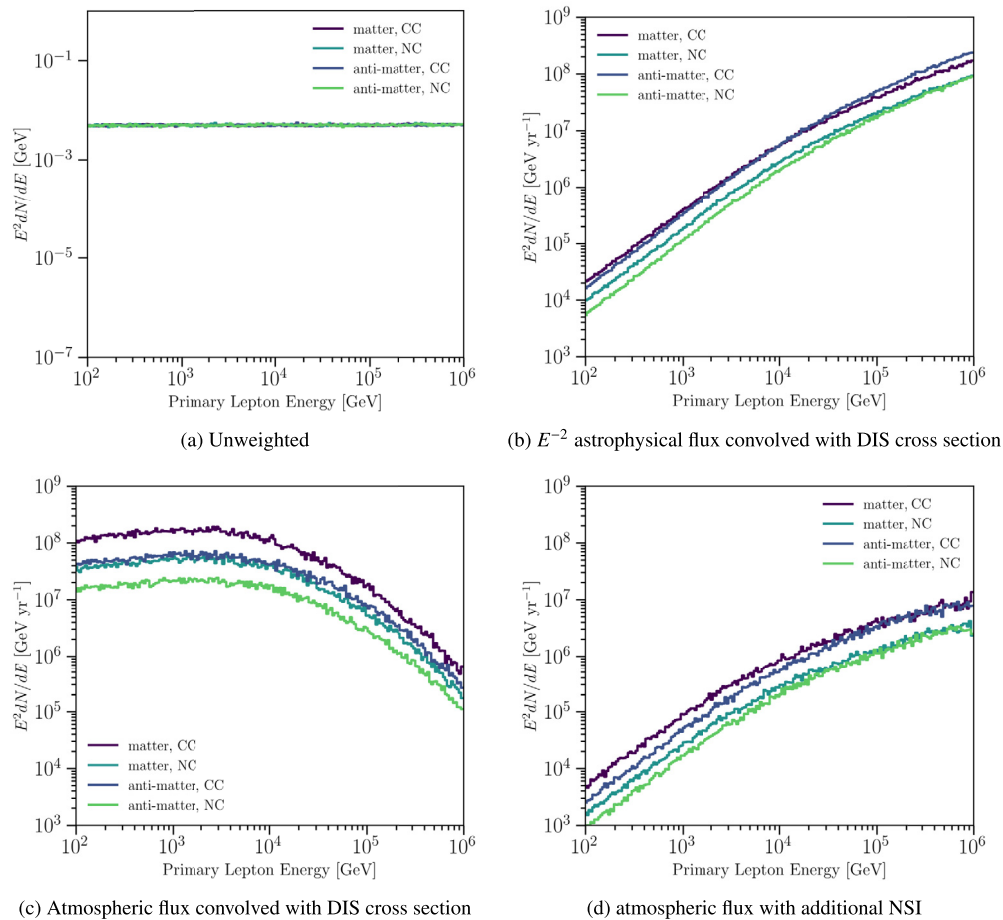 10^{-1}
10^{-3}
10^{-5}
10^{-7}
E^2dN/dE [GeV]
matter, CC
matter, NC
anti-matter, CC
anti-matter, NC
10^2 10^3 10^4 10^5 10^6
Primary Lepton Energy [GeV]
(a) Unweighted
10^9
10^8
10^7
10^6
10^5
10^4
10^3
E^2dN/dE [GeV yr^{-1}]
matter, CC
matter, NC
anti-matter, CC
anti-matter, NC
10^2 10^3 10^4 10^5 10^6
Primary Lepton Energy [GeV]
(b) E^{-2} astrophysical flux convolved with DIS cross section
10^9
10^8
10^7
10^6
10^5
10^4
10^3
E^2dN/dE [GeV yr^{-1}]
matter, CC
matter, NC
anti-matter, CC
anti-matter, NC
10^2 10^3 10^4 10^5 10^6
Primary Lepton Energy [GeV]
(c) Atmospheric flux convolved with DIS cross section
10^9
10^8
10^7
10^6
10^5
10^4
10^3
E^2dN/dE [GeV yr^{-1}]
matter, CC
matter, NC
anti-matter, CC
anti-matter, NC
10^2 10^3 10^4 10^5 10^6
Primary Lepton Energy [GeV]
(d) atmospheric flux with additional NSI